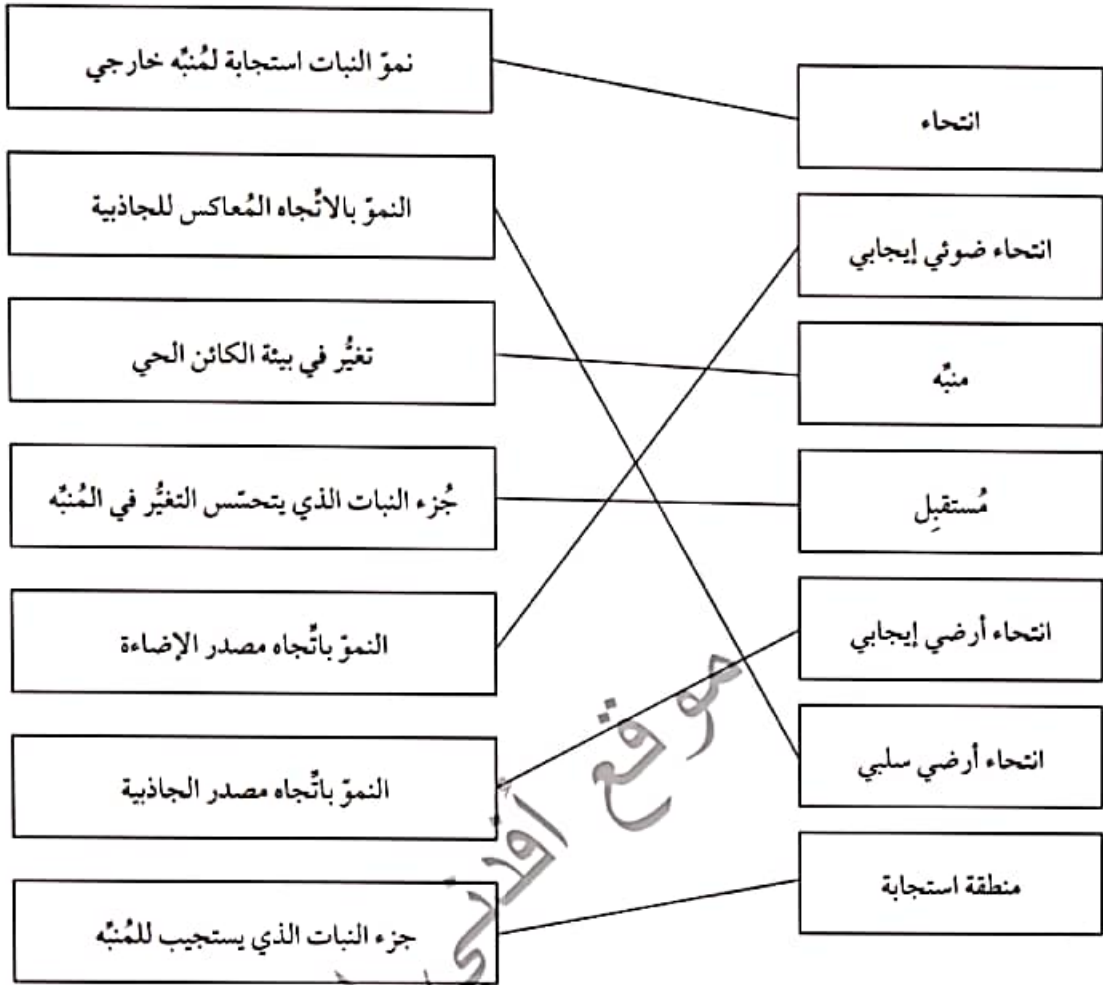 انتحاء
انتحاء ضوئي إيجابي
منبِّه
مُستقبِل
انتحاء أرضي إيجابي
انتحاء أرضي سلبي
منطقة استجابة
نموّ النبات استجابة لمُنبِّه خارجي
النموّ بالاتِّجاه المُعاكس للجاذبية
تغيُّر في بيئة الكائن الحي
جُزء النبات الذي يتحسّس التغيُّر في المُنبِّه
النموّ باتِّجاه مصدر الإضاءة
النموّ باتِّجاه مصدر الجاذبية
جزء النبات الذي يستجيب للمُنبِّه
موقع